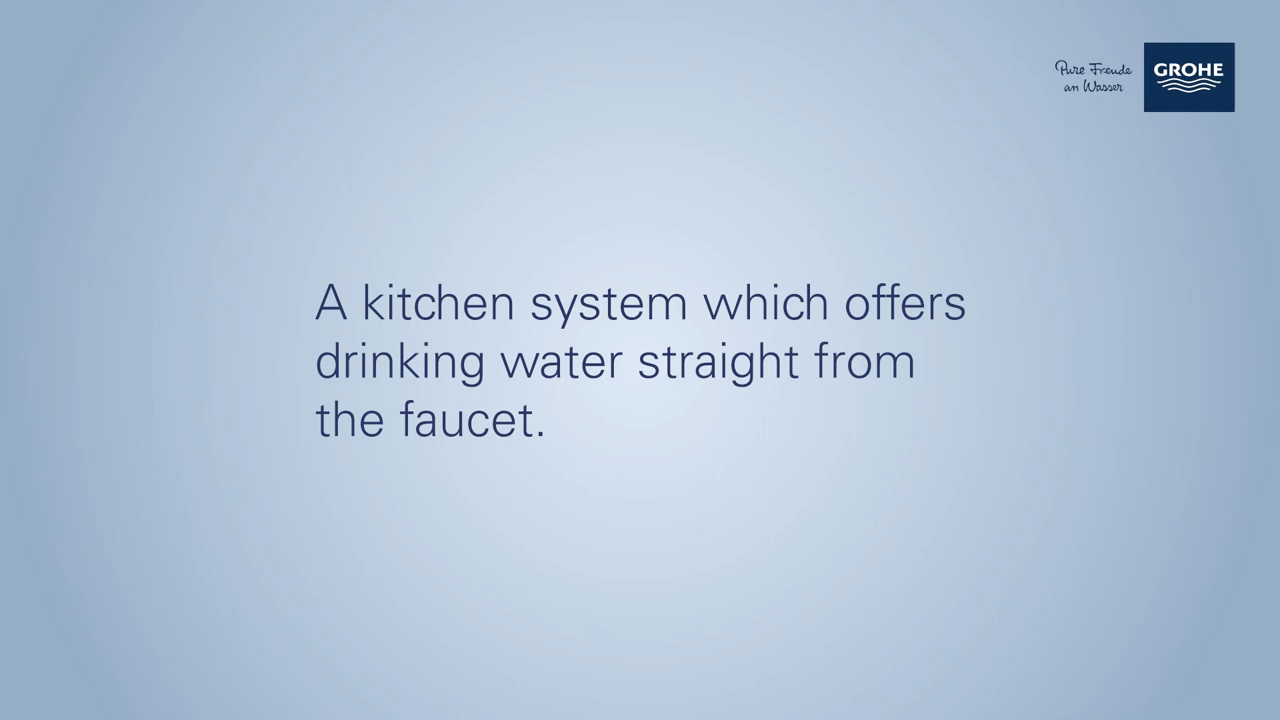 Pure Freude
an Wasser
GROHE
A kitchen system which offers
drinking water straight from
the faucet.